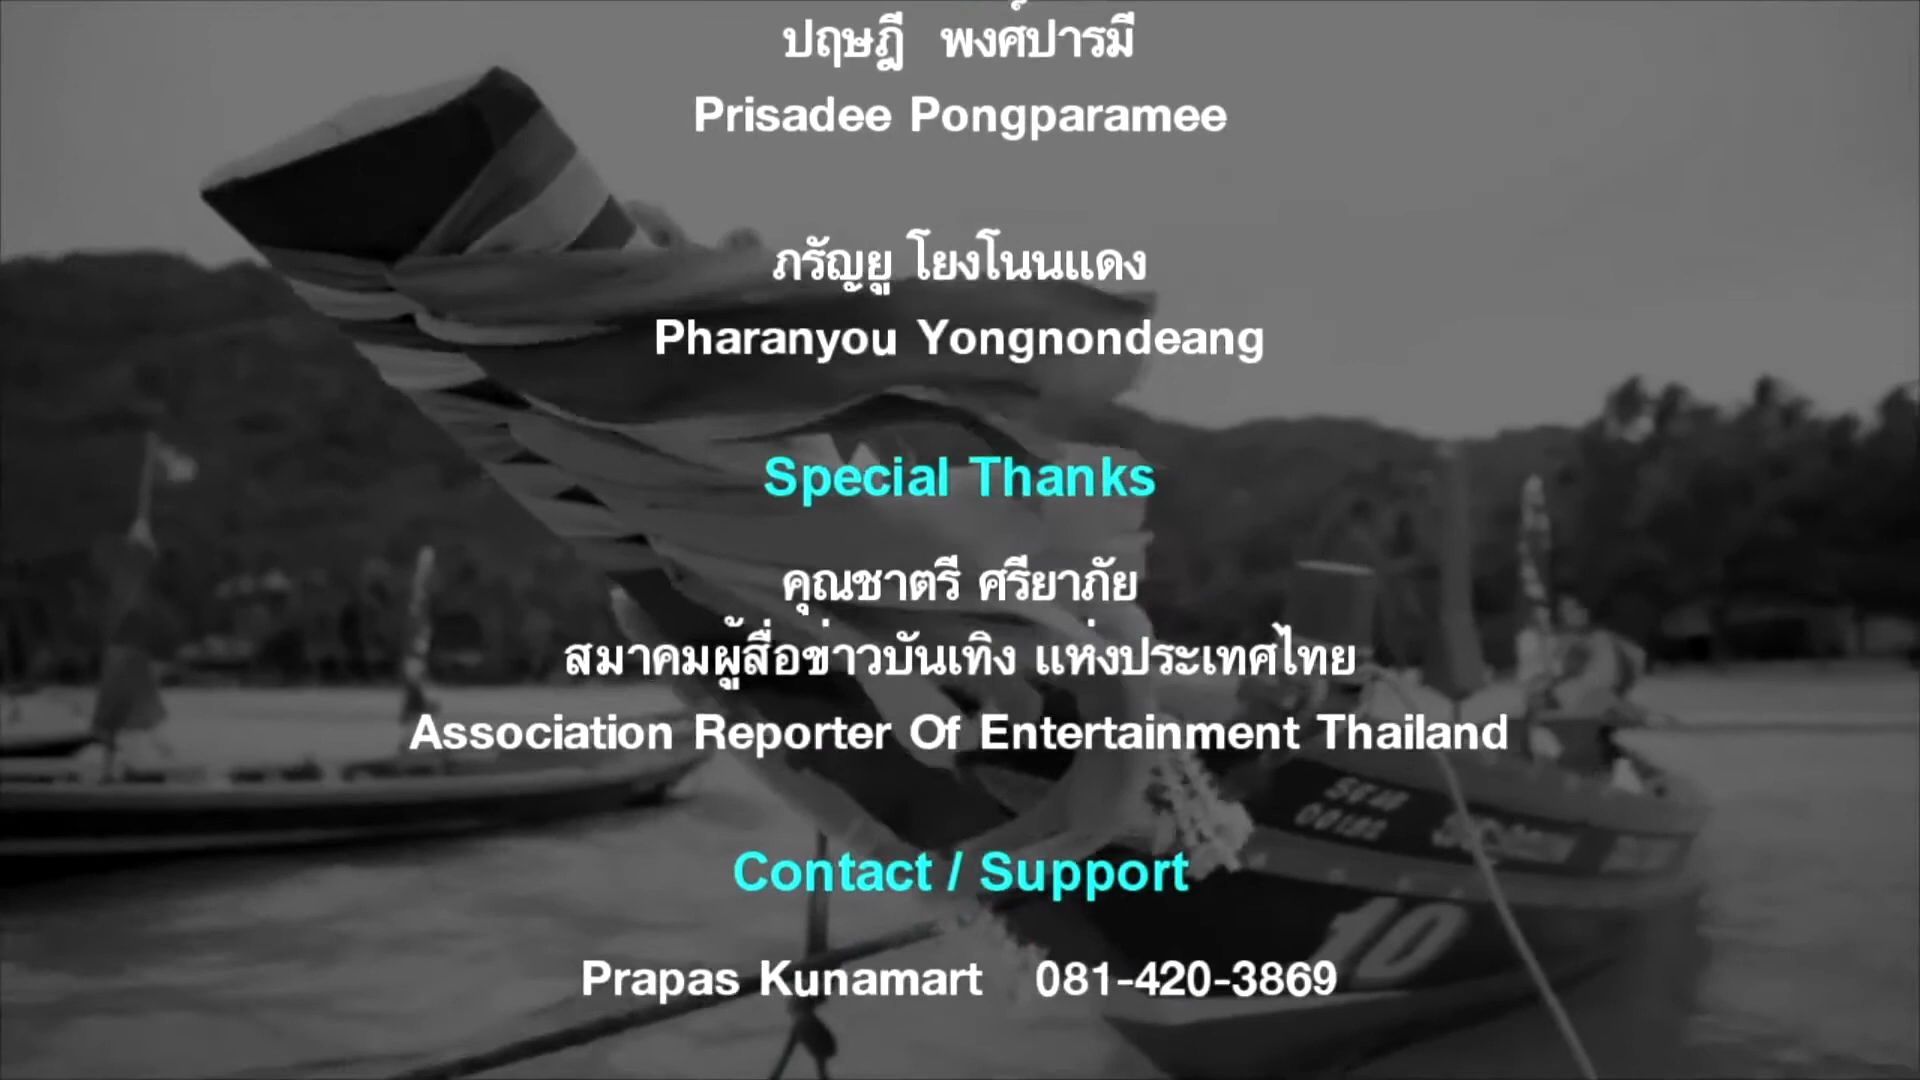 ปฤษฎี พงศ์ปารมี
Prisadee Pongparamee
ภรัญยู โยงโนนแดง
Pharanyou Yongnondeang
Special Thanks
คุณชาตรี ศรียาภัย
สมาคมผู้สื่อข่าวบันเทิง แห่งประเทศไทย
Association Reporter Of Entertainment Thailand
Contact / Support
Prapas Kunamart 081-420-3869
10